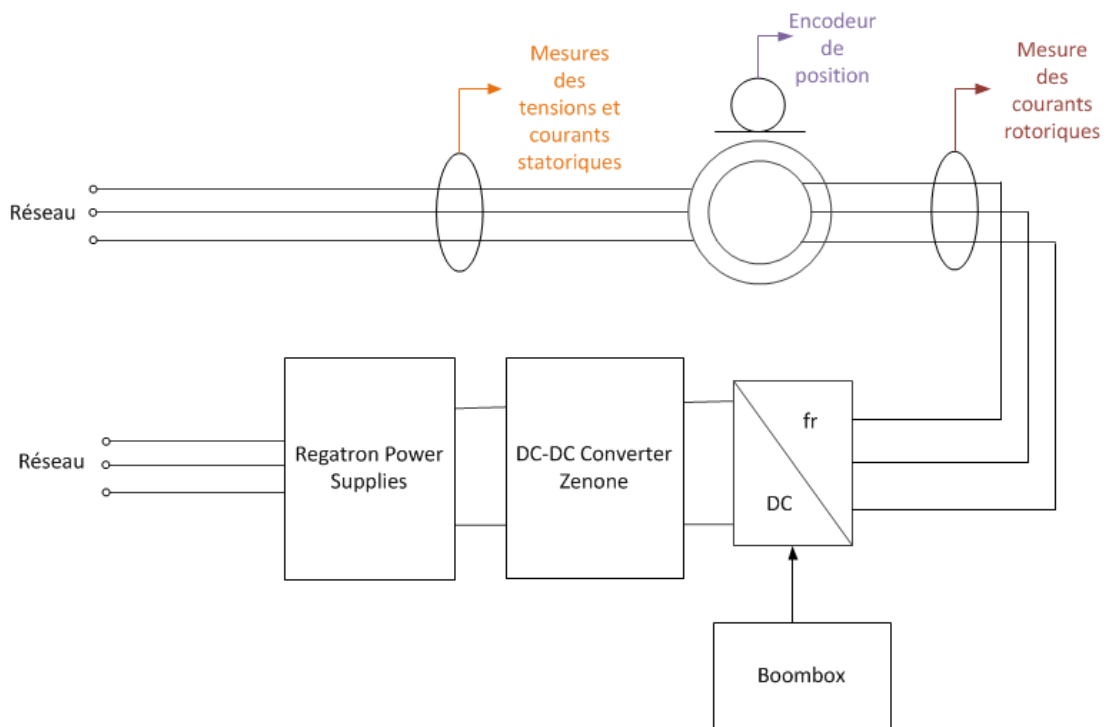 Encodeur
de
position
Mesure
des
courants
rotoriques
Mesures
des
tensions et
courants
statoriques
Réseau
Réseau
Regatron Power
Supplies
DC-DC Converter
Zenone
fr
DC
Boombox